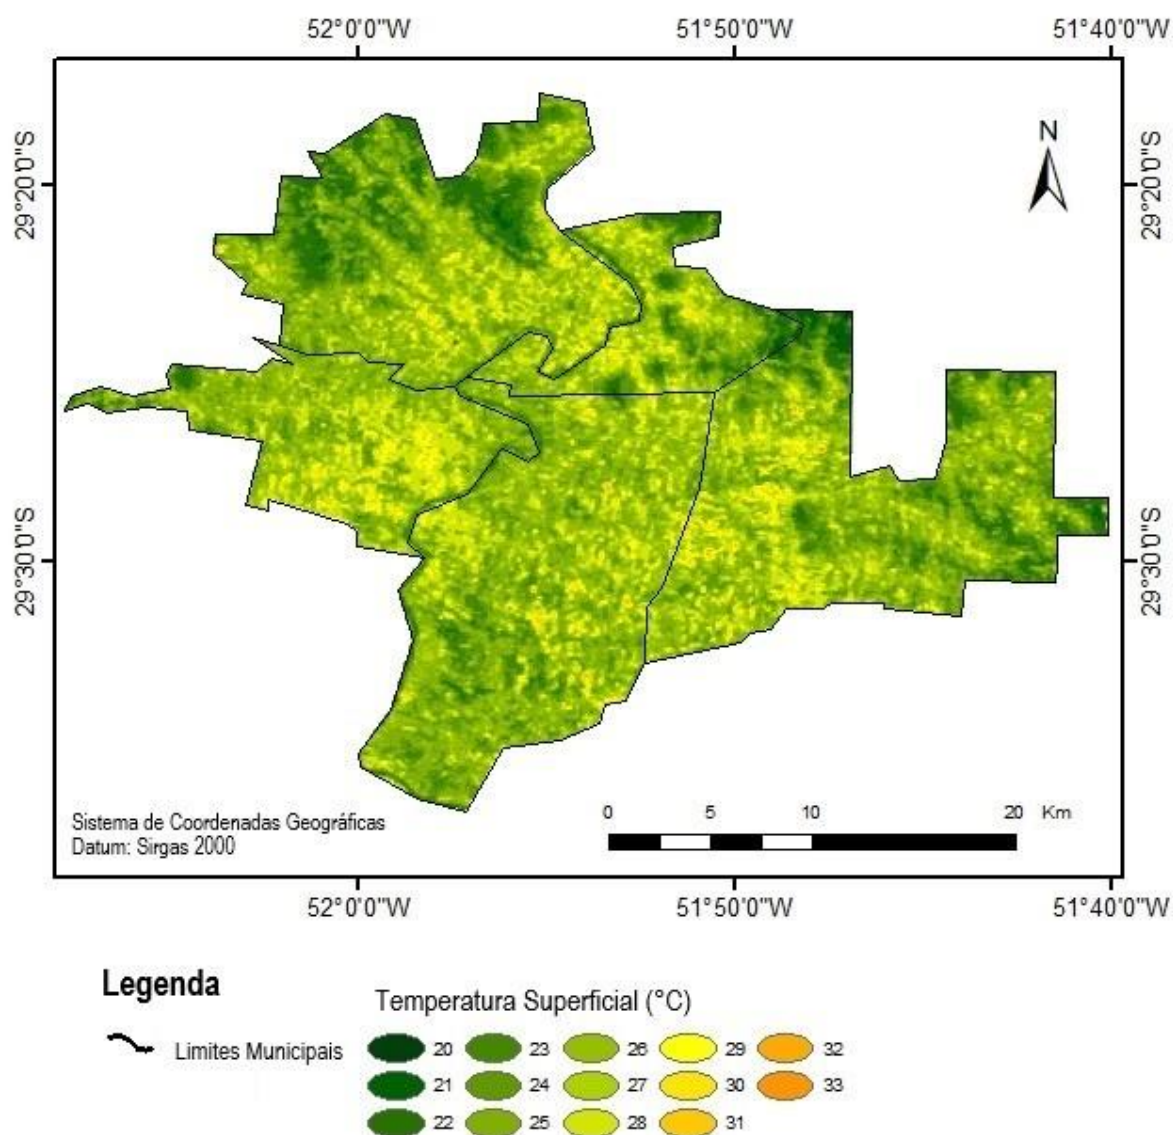 52°0'0"W 51°50'0"W 51°40'0"W
29°20'0"S
29°20'0"S
N
29°30'0"S
29°30'0"S
Sistema de Coordenadas Geográficas
Datum: Sirgas 2000
0 5 10 20 Km
52°0'0"W 51°50'0"W 51°40'0"W
Legenda
Limites Municipais
Temperatura Superficial (°C)
20 23 26 29 32
21 24 27 30 33
22 25 28 31